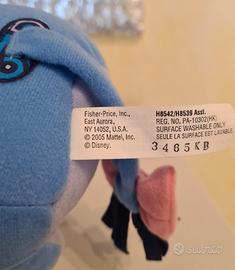 Fisher-Price, Inc.,
East Aurora,
NY 14052, U.S.A.
© 2005 Mattel, Inc.
© Disney.
H8542/H8539 Asst.
REG. NO. PA-10302(HK)
SURFACE WASHABLE ONLY
SEULE LA SURFACE EST LAVABLE.
3465KB
Subito